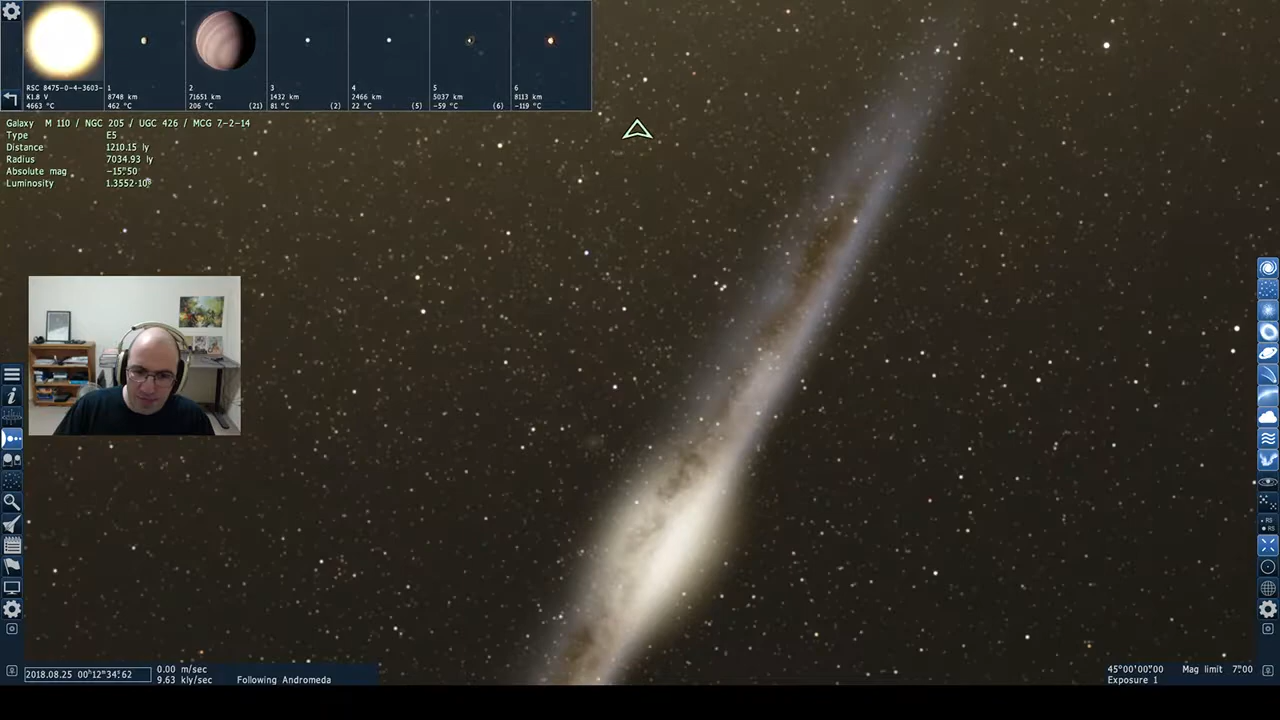 RSC 8475-0-4-3603-
K1.8 V
4663 °C
1
8748 km
462 °C
2
71651 km
206 °C (21)
3
1432 km
81 °C (2)
4
2466 km
22 °C (5)
5
5037 km
-59 °C (6)
6
8113 km
-119 °C
Galaxy M 110 / NGC 205 / UGC 426 / MCG 7-2-14
Type E5
Distance 1210.15 ly
Radius 7034.93 ly
Absolute mag -15.50
Luminosity
2018.08.25 00:12:34.62
0.00 m/sec
9.63 kly/sec
Following Andromeda
45°00'00.00 Mag limit 7.00
Exposure 1